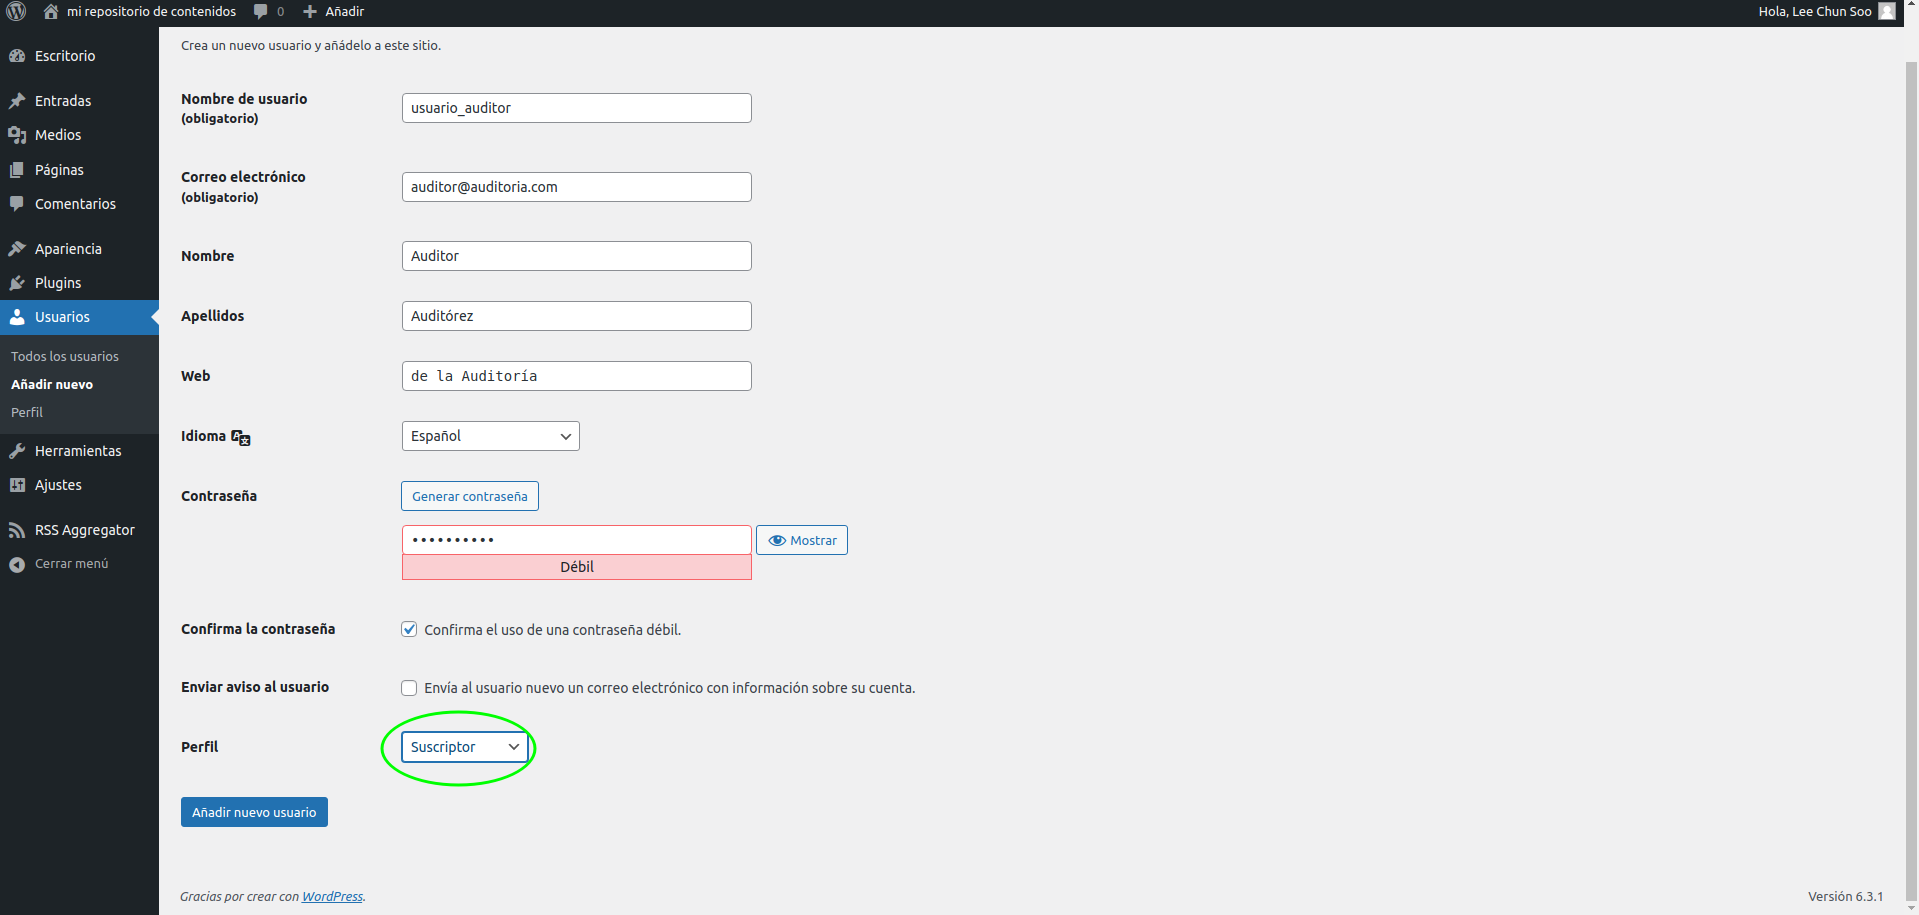 mi repositorio de contenidos 0 Añadir Hola, Lee Chun Soo
Escritorio
Entradas
Medios
Páginas
Comentarios
Apariencia
Plugins
Usuarios
Todos los usuarios
Añadir nuevo
Perfil
Herramientas
Ajustes
RSS Aggregator
Cerrar menú
Crea un nuevo usuario y añádelo a este sitio.
Nombre de usuario
(obligatorio)
usuario_auditor
Correo electrónico
(obligatorio)
auditor@auditoria.com
Nombre
Auditor
Apellidos
Auditórez
Web
de la Auditoría
Idioma
Español
Contraseña
Generar contraseña
••••••••••
Mostrar
Débil
Confirma la contraseña
Confirma el uso de una contraseña débil.
Enviar aviso al usuario
Envía al usuario nuevo un correo electrónico con información sobre su cuenta.
Perfil
Suscriptor
Añadir nuevo usuario
Gracias por crear con WordPress.
Versión 6.3.1